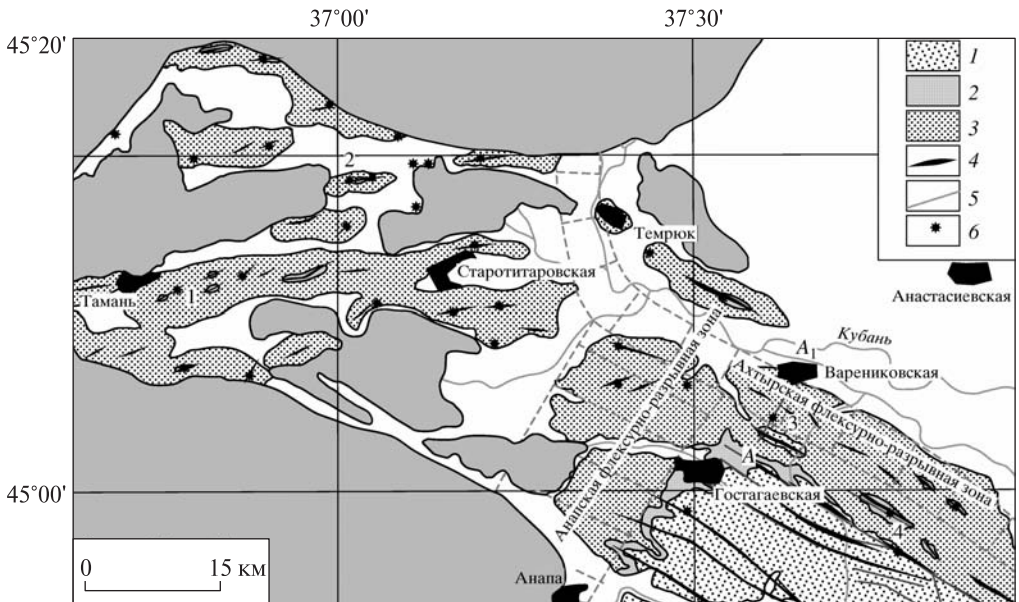 37°00′
37°30′
45°20′
1
2
3
4
5
6
2
Темрюк
Старотитаровская
Тамань
1
Анастасиевская
Кубань
A₁
Варениковская
Анапская флексурно-разрывная зона
Ахтырская флексурно-разрывная зона
3
A
45°00′
Гостагаевская
4
0
15 км
Анапа